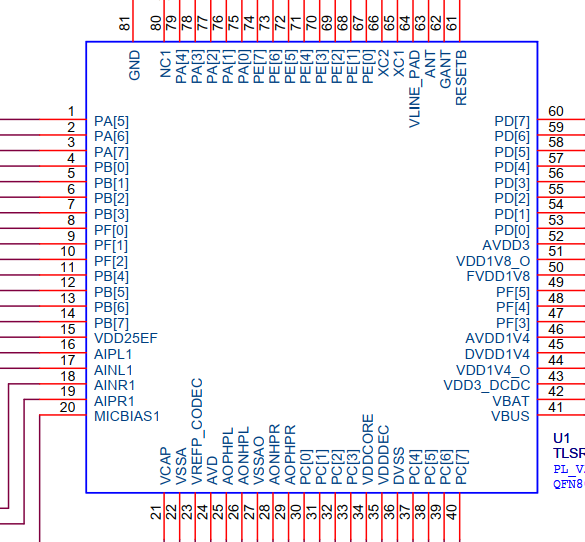 81 80 79 78 77 76 75 74 73 72 71 70 69 68 67 66 65 64 63 62 61
GND NC1 PA[4] PA[3] PA[2] PA[1] PA[0] PE[7] PE[6] PE[5] PE[4] PE[3] PE[2] PE[1] PE[0] XC2 XC1 VLINE_PAD ANT GANT RESETB
1 PA[5] PD[7] 60
2 PA[6] PD[6] 59
3 PA[7] PD[5] 58
4 PB[0] PD[4] 57
5 PB[1] PD[3] 56
6 PB[2] PD[2] 55
7 PB[3] PD[1] 54
8 PF[0] PD[0] 53
9 PF[1] AVDD3 52
10 PF[2] VDD1V8_O 51
11 PB[4] FVDD1V8 50
12 PB[5] PF[5] 49
13 PB[6] PF[4] 48
14 PB[7] PF[3] 47
15 VDD25EF AVDD1V4 46
16 AIPL1 DVDD1V4 45
17 AINL1 VDD1V4_O 44
18 AINR1 VDD3_DCDC 43
19 AIPR1 VBAT 42
20 MICBIAS1 VBUS 41
VCAP VSSA VREFP_CODEC AVD AOPHPL AONHPL VSSAO AONHPR AOPHPR PC[0] PC[1] PC[2] PC[3] VDDCORE VDDDEC DVSS PC[4] PC[5] PC[6] PC[7]
21 22 23 24 25 26 27 28 29 30 31 32 33 34 35 36 37 38 39 40
U1
TLSR
PL_V
QFN8